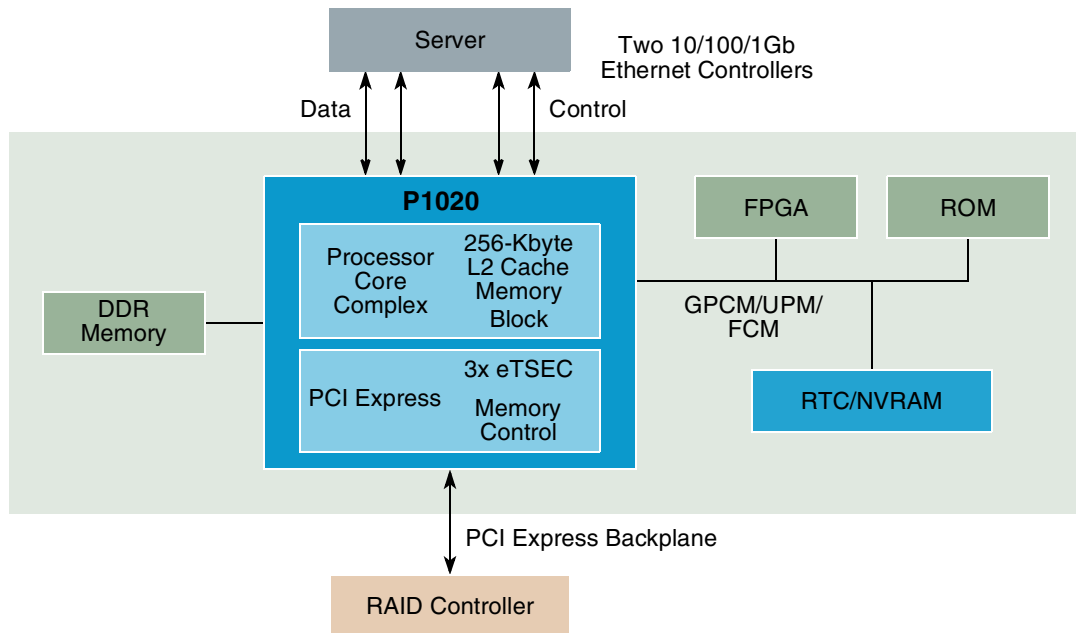 Server
Two 10/100/1Gb
Ethernet Controllers
Data
Control
P1020
Processor
Core
Complex
256-Kbyte
L2 Cache
Memory
Block
PCI Express
3x eTSEC
Memory
Control
DDR
Memory
FPGA
ROM
GPCM/UPM/
FCM
RTC/NVRAM
PCI Express Backplane
RAID Controller